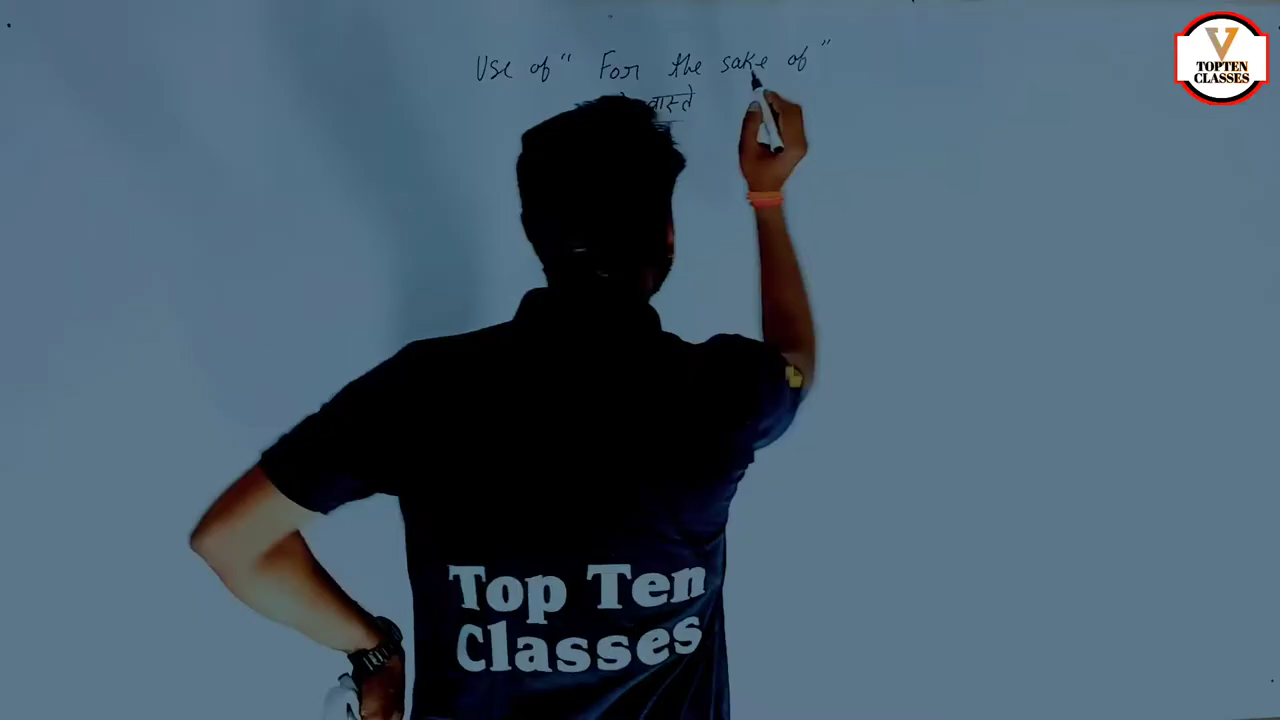 Use of " For the sake of "
वास्ते
V
TOPTEN
CLASSES
Top Ten
Classes